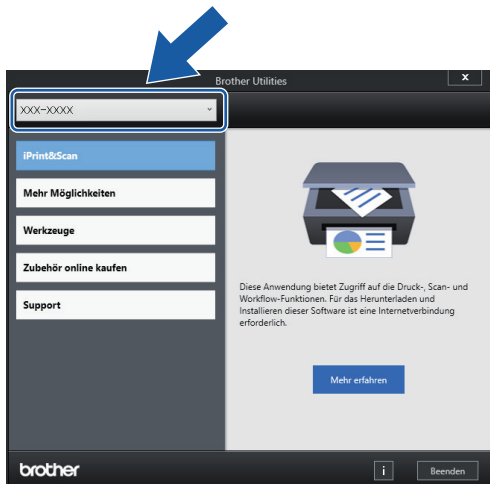 Brother Utilities
x
XXX-XXXX
iPrint&Scan
Mehr Möglichkeiten
Werkzeuge
Zubehör online kaufen
Support
Diese Anwendung bietet Zugriff auf die Druck-, Scan- und
Workflow-Funktionen. Für das Herunterladen und
Installieren dieser Software ist eine Internetverbindung
erforderlich.
Mehr erfahren
brother
i
Beenden